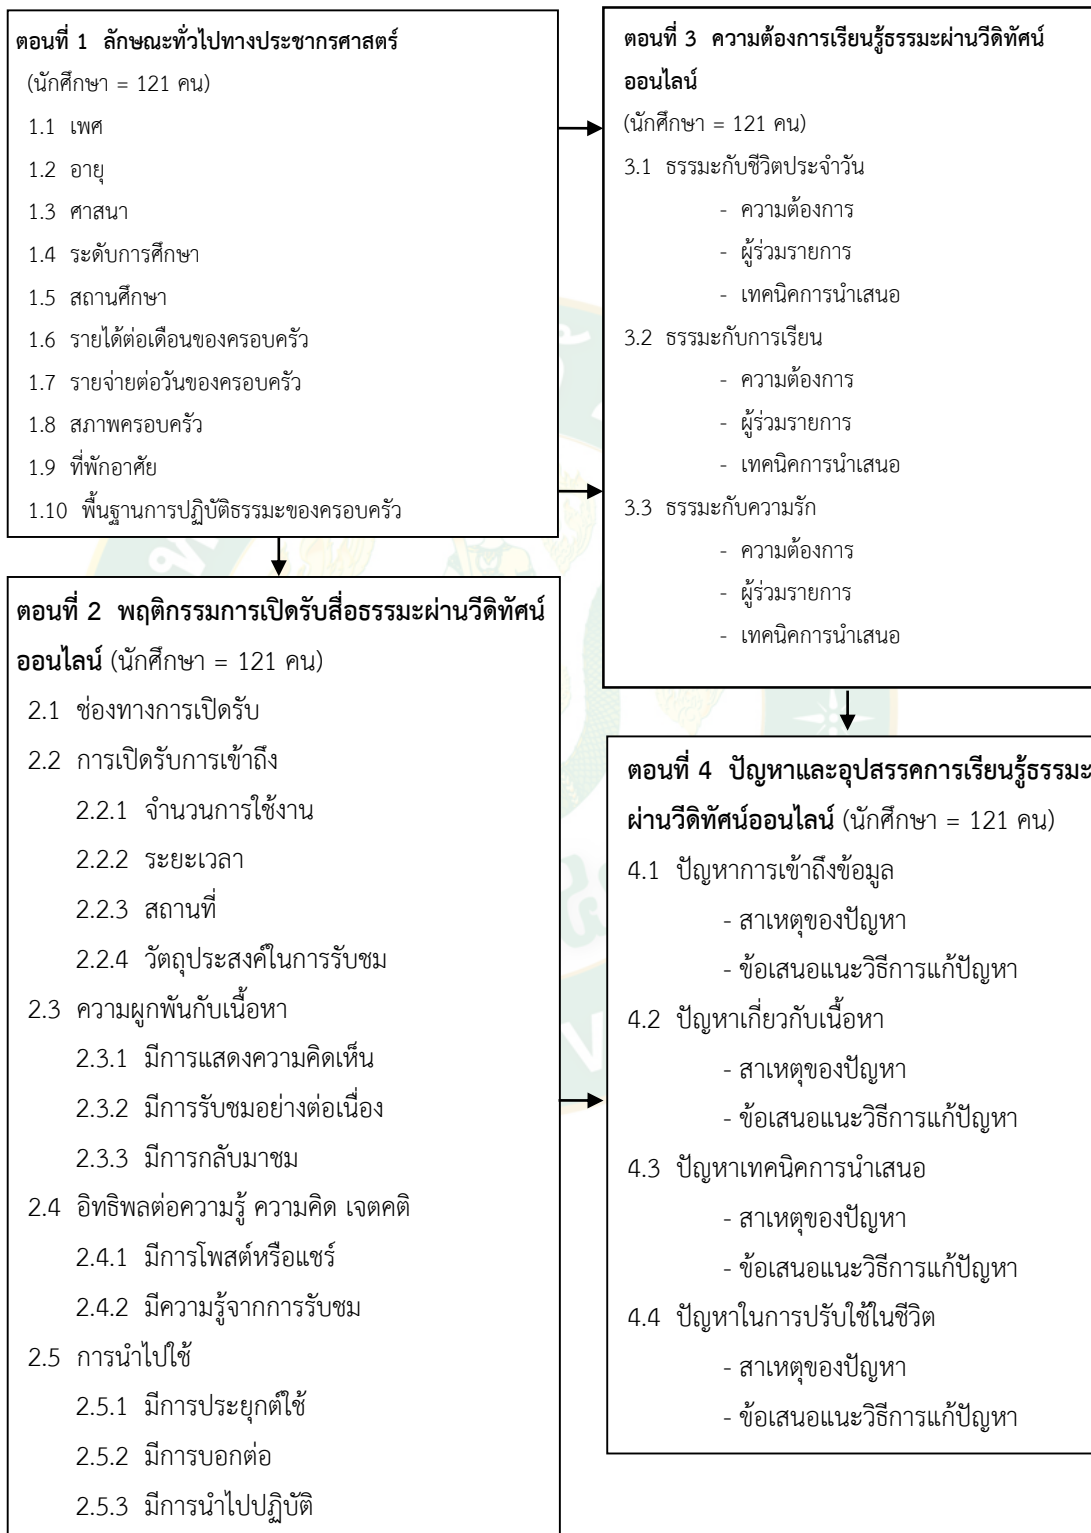 ตอนที่ 1 ลักษณะทั่วไปทางประชากรศาสตร์
(นักศึกษา = 121 คน)
1.1 เพศ
1.2 อายุ
1.3 ศาสนา
1.4 ระดับการศึกษา
1.5 สถานศึกษา
1.6 รายได้ต่อเดือนของครอบครัว
1.7 รายจ่ายต่อวันของครอบครัว
1.8 สภาพครอบครัว
1.9 ที่พักอาศัย
1.10 พื้นฐานการปฏิบัติธรรมะของครอบครัว
ตอนที่ 2 พฤติกรรมการเปิดรับสื่อธรรมะผ่านวีดิทัศน์
ออนไลน์ (นักศึกษา = 121 คน)
2.1 ช่องทางการเปิดรับ
2.2 การเปิดรับการเข้าถึง
2.2.1 จำนวนการใช้งาน
2.2.2 ระยะเวลา
2.2.3 สถานที่
2.2.4 วัตถุประสงค์ในการรับชม
2.3 ความผูกพันกับเนื้อหา
2.3.1 มีการแสดงความคิดเห็น
2.3.2 มีการรับชมอย่างต่อเนื่อง
2.3.3 มีการกลับมาชม
2.4 อิทธิพลต่อความรู้ ความคิด เจตคติ
2.4.1 มีการโพสต์หรือแชร์
2.4.2 มีความรู้จากการรับชม
2.5 การนำไปใช้
2.5.1 มีการประยุกต์ใช้
2.5.2 มีการบอกต่อ
2.5.3 มีการนำไปปฏิบัติ
ตอนที่ 3 ความต้องการเรียนรู้ธรรมะผ่านวีดิทัศน์
ออนไลน์
(นักศึกษา = 121 คน)
3.1 ธรรมะกับชีวิตประจำวัน
- ความต้องการ
- ผู้ร่วมรายการ
- เทคนิคการนำเสนอ
3.2 ธรรมะกับการเรียน
- ความต้องการ
- ผู้ร่วมรายการ
- เทคนิคการนำเสนอ
3.3 ธรรมะกับความรัก
- ความต้องการ
- ผู้ร่วมรายการ
- เทคนิคการนำเสนอ
ตอนที่ 4 ปัญหาและอุปสรรคการเรียนรู้ธรรมะ
ผ่านวีดิทัศน์ออนไลน์ (นักศึกษา = 121 คน)
4.1 ปัญหาการเข้าถึงข้อมูล
- สาเหตุของปัญหา
- ข้อเสนอแนะวิธีการแก้ปัญหา
4.2 ปัญหาเกี่ยวกับเนื้อหา
- สาเหตุของปัญหา
- ข้อเสนอแนะวิธีการแก้ปัญหา
4.3 ปัญหาเทคนิคการนำเสนอ
- สาเหตุของปัญหา
- ข้อเสนอแนะวิธีการแก้ปัญหา
4.4 ปัญหาในการปรับใช้ในชีวิต
- สาเหตุของปัญหา
- ข้อเสนอแนะวิธีการแก้ปัญหา